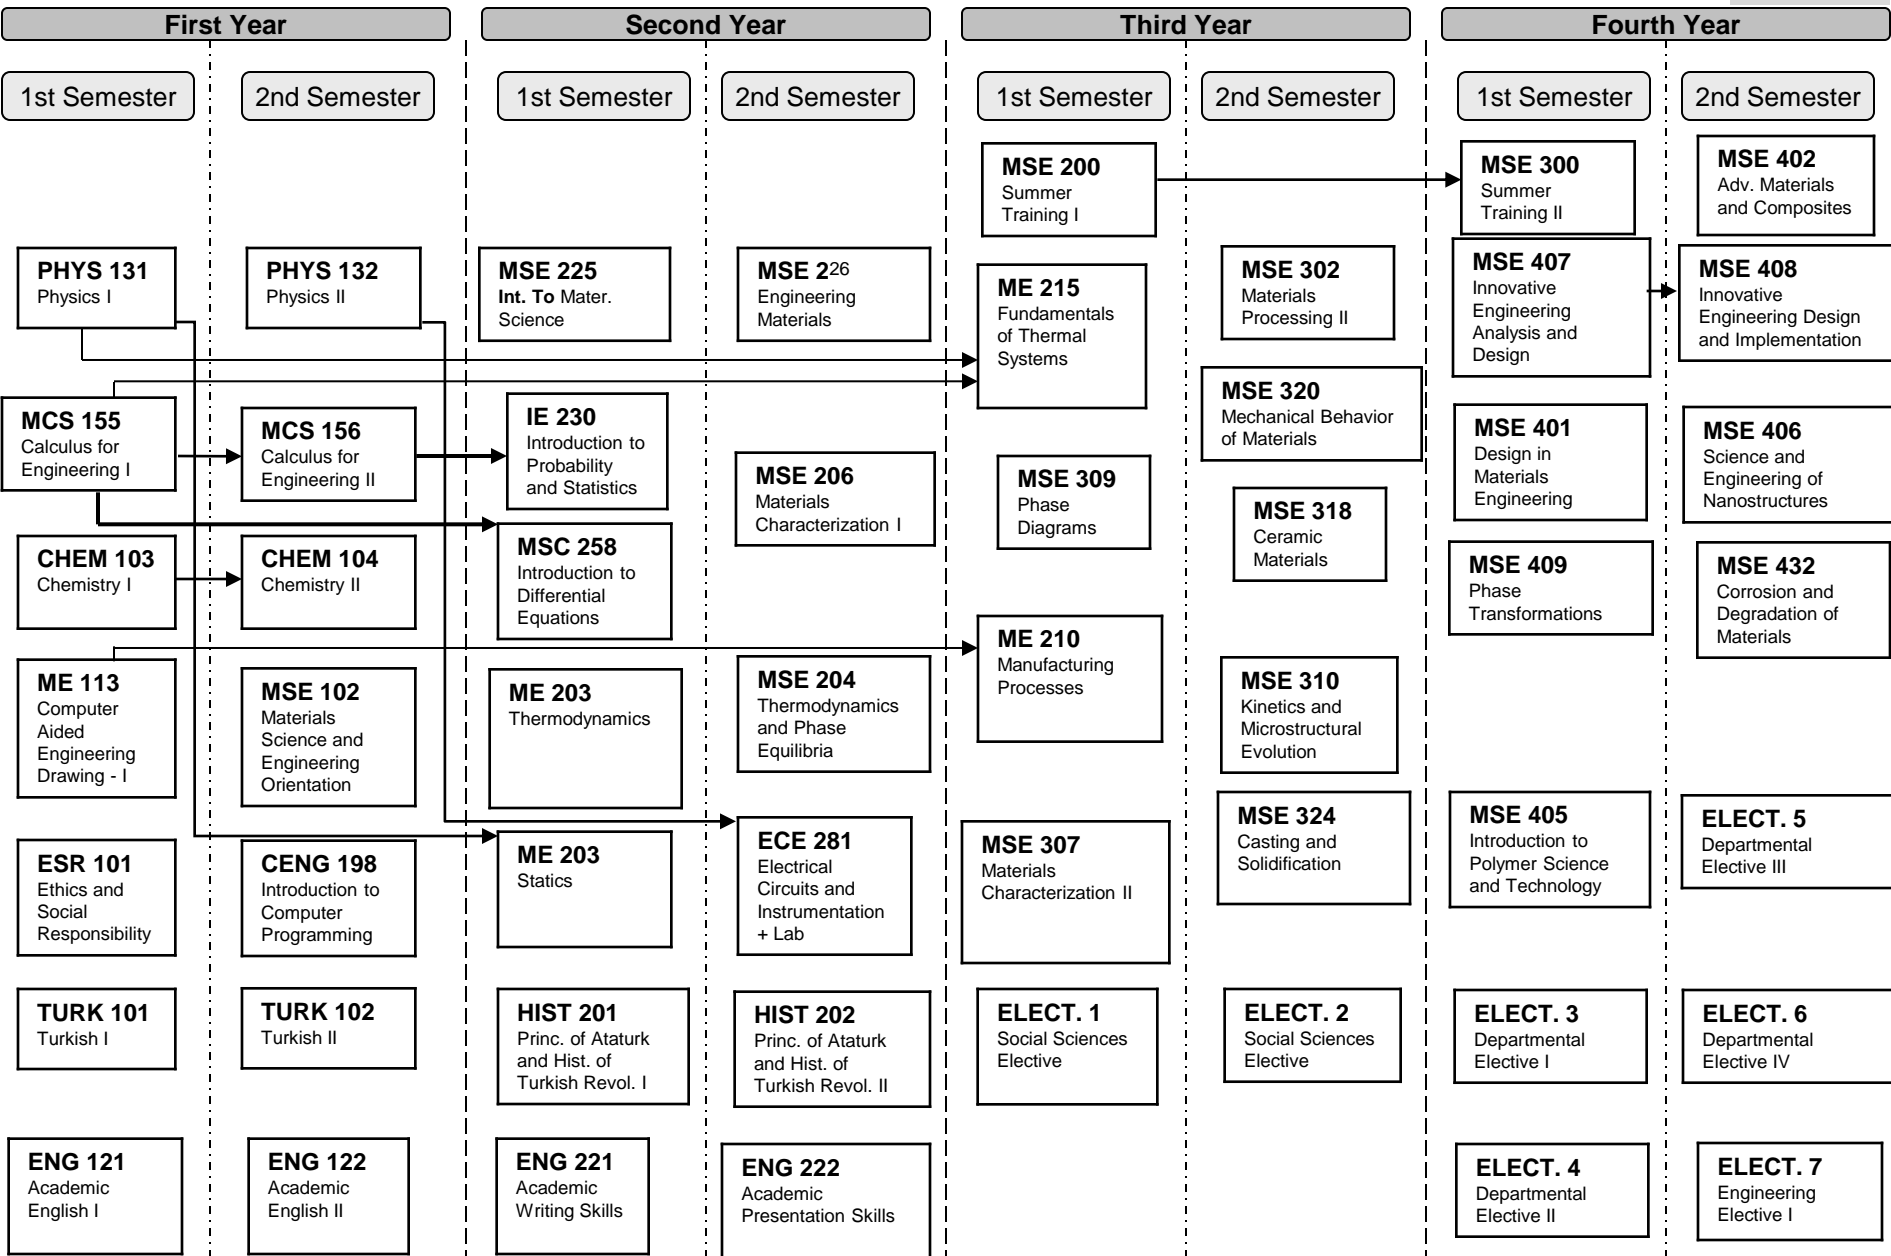 First Year
Second Year
Third Year
Fourth Year
1st Semester
2nd Semester
1st Semester
2nd Semester
1st Semester
2nd Semester
1st Semester
2nd Semester
PHYS 131
Physics I
MCS 155
Calculus for
Engineering I
CHEM 103
Chemistry I
ME 113
Computer
Aided
Engineering
Drawing - I
ESR 101
Ethics and
Social
Responsibility
TURK 101
Turkish I
ENG 121
Academic
English I
PHYS 132
Physics II
MCS 156
Calculus for
Engineering II
CHEM 104
Chemistry II
MSE 102
Materials
Science and
Engineering
Orientation
CENG 198
Introduction to
Computer
Programming
TURK 102
Turkish II
ENG 122
Academic
English II
MSE 225
Int. To Mater.
Science
IE 230
Introduction to
Probability
and Statistics
MSC 258
Introduction to
Differential
Equations
ME 203
Thermodynamics
ME 203
Statics
HIST 201
Princ. of Ataturk
and Hist. of
Turkish Revol. I
ENG 221
Academic
Writing Skills
MSE 226
Engineering
Materials
MSE 206
Materials
Characterization I
MSE 204
Thermodynamics
and Phase
Equilibria
ECE 281
Electrical
Circuits and
Instrumentation
+ Lab
HIST 202
Princ. of Ataturk
and Hist. of
Turkish Revol. II
ENG 222
Academic
Presentation Skills
MSE 200
Summer
Training I
ME 215
Fundamentals
of Thermal
Systems
MSE 309
Phase
Diagrams
ME 210
Manufacturing
Processes
MSE 307
Materials
Characterization II
ELECT. 1
Social Sciences
Elective
MSE 302
Materials
Processing II
MSE 320
Mechanical Behavior
of Materials
MSE 318
Ceramic
Materials
MSE 310
Kinetics and
Microstructural
Evolution
MSE 324
Casting and
Solidification
ELECT. 2
Social Sciences
Elective
MSE 300
Summer
Training II
MSE 407
Innovative
Engineering
Analysis and
Design
MSE 401
Design in
Materials
Engineering
MSE 409
Phase
Transformations
MSE 405
Introduction to
Polymer Science
and Technology
ELECT. 3
Departmental
Elective I
ELECT. 4
Departmental
Elective II
MSE 402
Adv. Materials
and Composites
MSE 408
Innovative
Engineering Design
and Implementation
MSE 406
Science and
Engineering of
Nanostructures
MSE 432
Corrosion and
Degradation of
Materials
ELECT. 5
Departmental
Elective III
ELECT. 6
Departmental
Elective IV
ELECT. 7
Engineering
Elective I